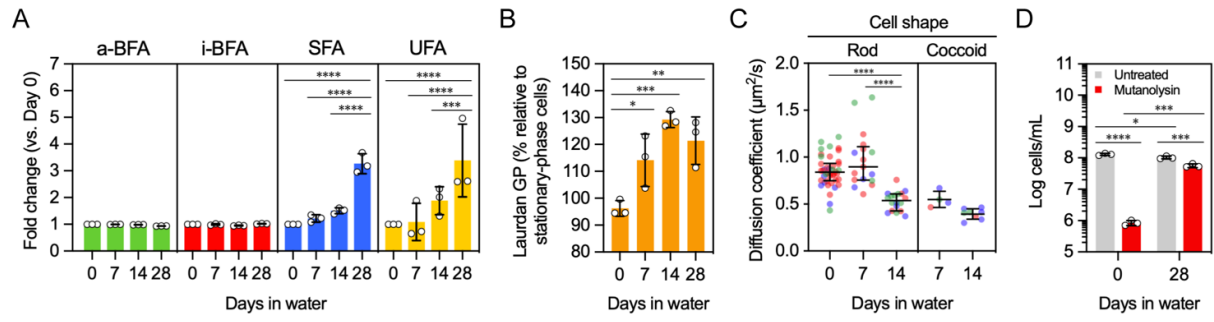 A
a-BFA
i-BFA
SFA
UFA
Fold change (vs. Day 0)
7
6
5
4
3
2
1
0
****
****
****
****
****
***
0 7 14 28 0 7 14 28 0 7 14 28 0 7 14 28
Days in water
B
Laurdan GP (% relative to
stationary-phase cells)
150
140
130
120
110
100
90
80
**
***
*
0 7 14 28
Days in water
C
Cell shape
Rod
Coccoid
Diffusion coefficient (μm²/s)
2.0
1.5
1.0
0.5
0.0
****
****
0 7 14 7 14
Days in water
D
Log cells/mL
11
10
9
8
7
6
5
Untreated
Mutanolysin
***
*
****
***
0 28
Days in water